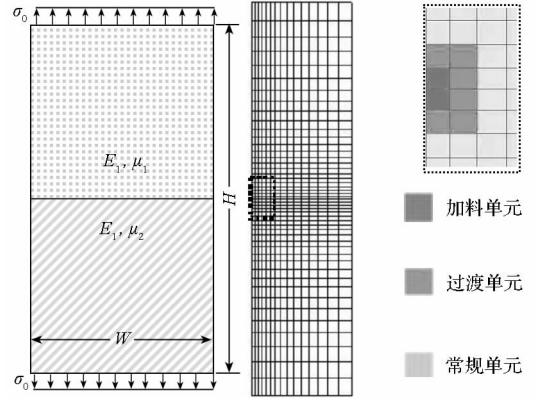 σ₀
E₁, μ₁
H
E₁, μ₂
W
σ₀
加料单元
过渡单元
常规单元